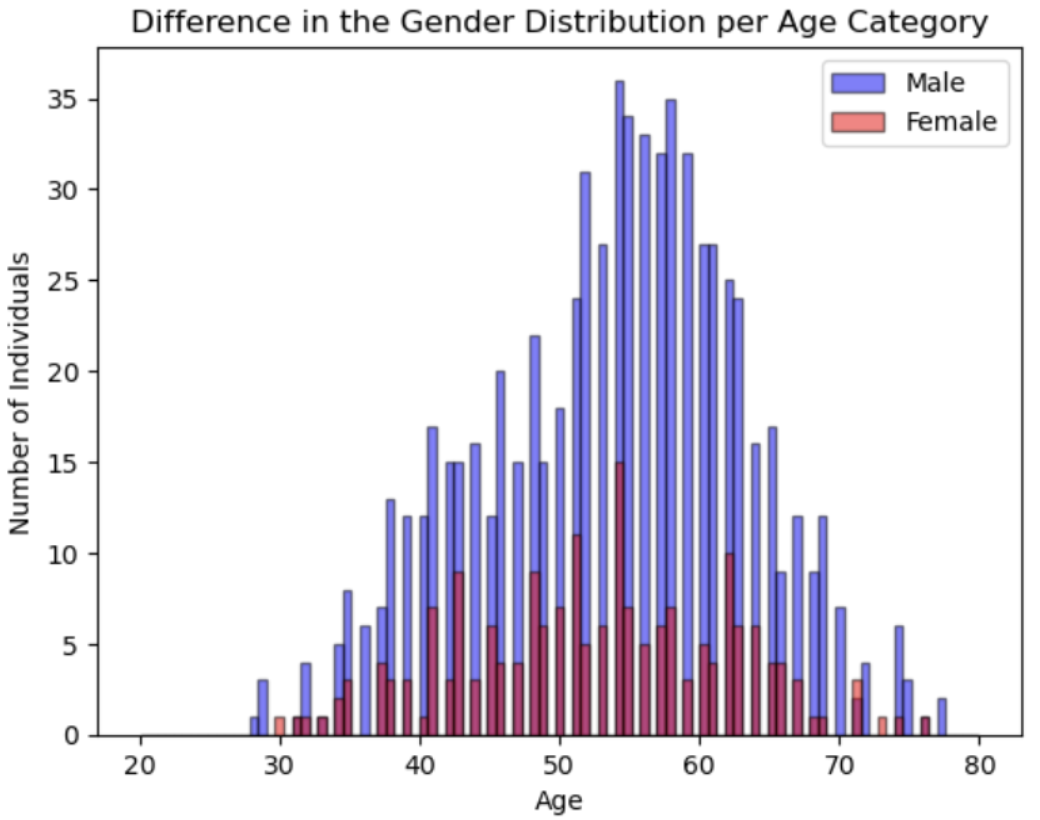 Difference in the Gender Distribution per Age Category
Male
Female
35
30
25
20
15
10
5
0
Number of Individuals
20 30 40 50 60 70 80
Age